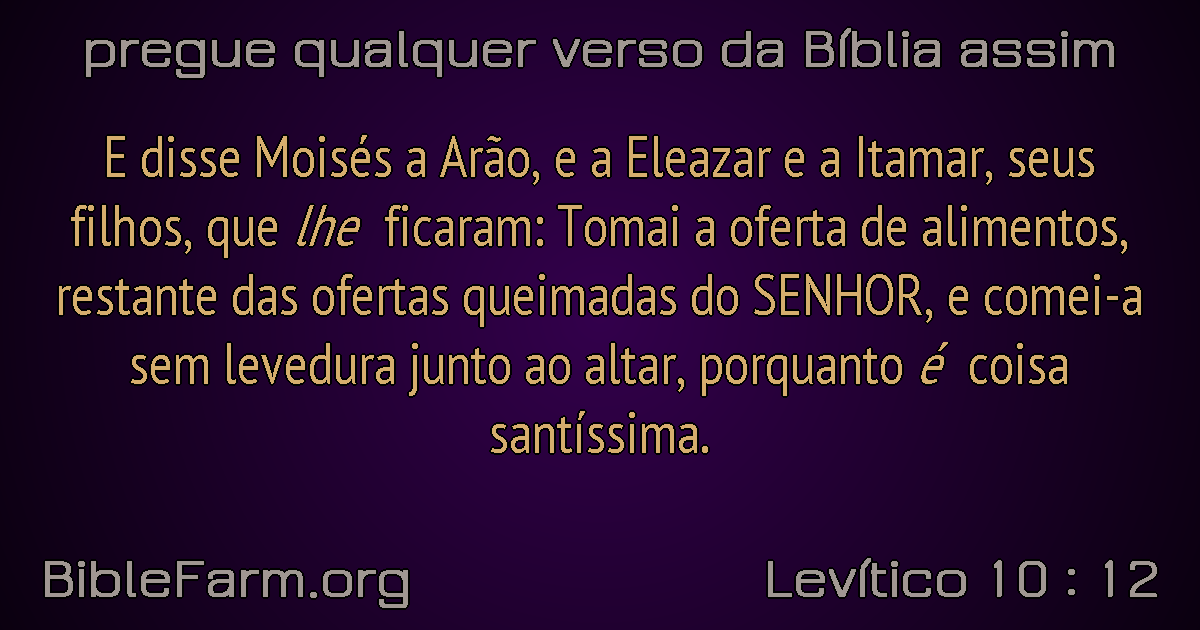 pregue qualquer verso da Bíblia assim
E disse Moisés a Arão, e a Eleazar e a Itamar, seus
filhos, que lhe ficaram: Tomai a oferta de alimentos,
restante das ofertas queimadas do SENHOR, e comei-a
sem levedura junto ao altar, porquanto é coisa
santíssima.
BibleFarm.org
Levítico 10 : 12